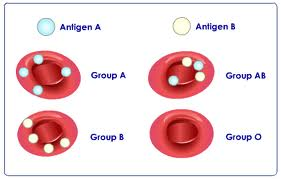 Antigen A
Antigen B
Group A
Group AB
Group B
Group O